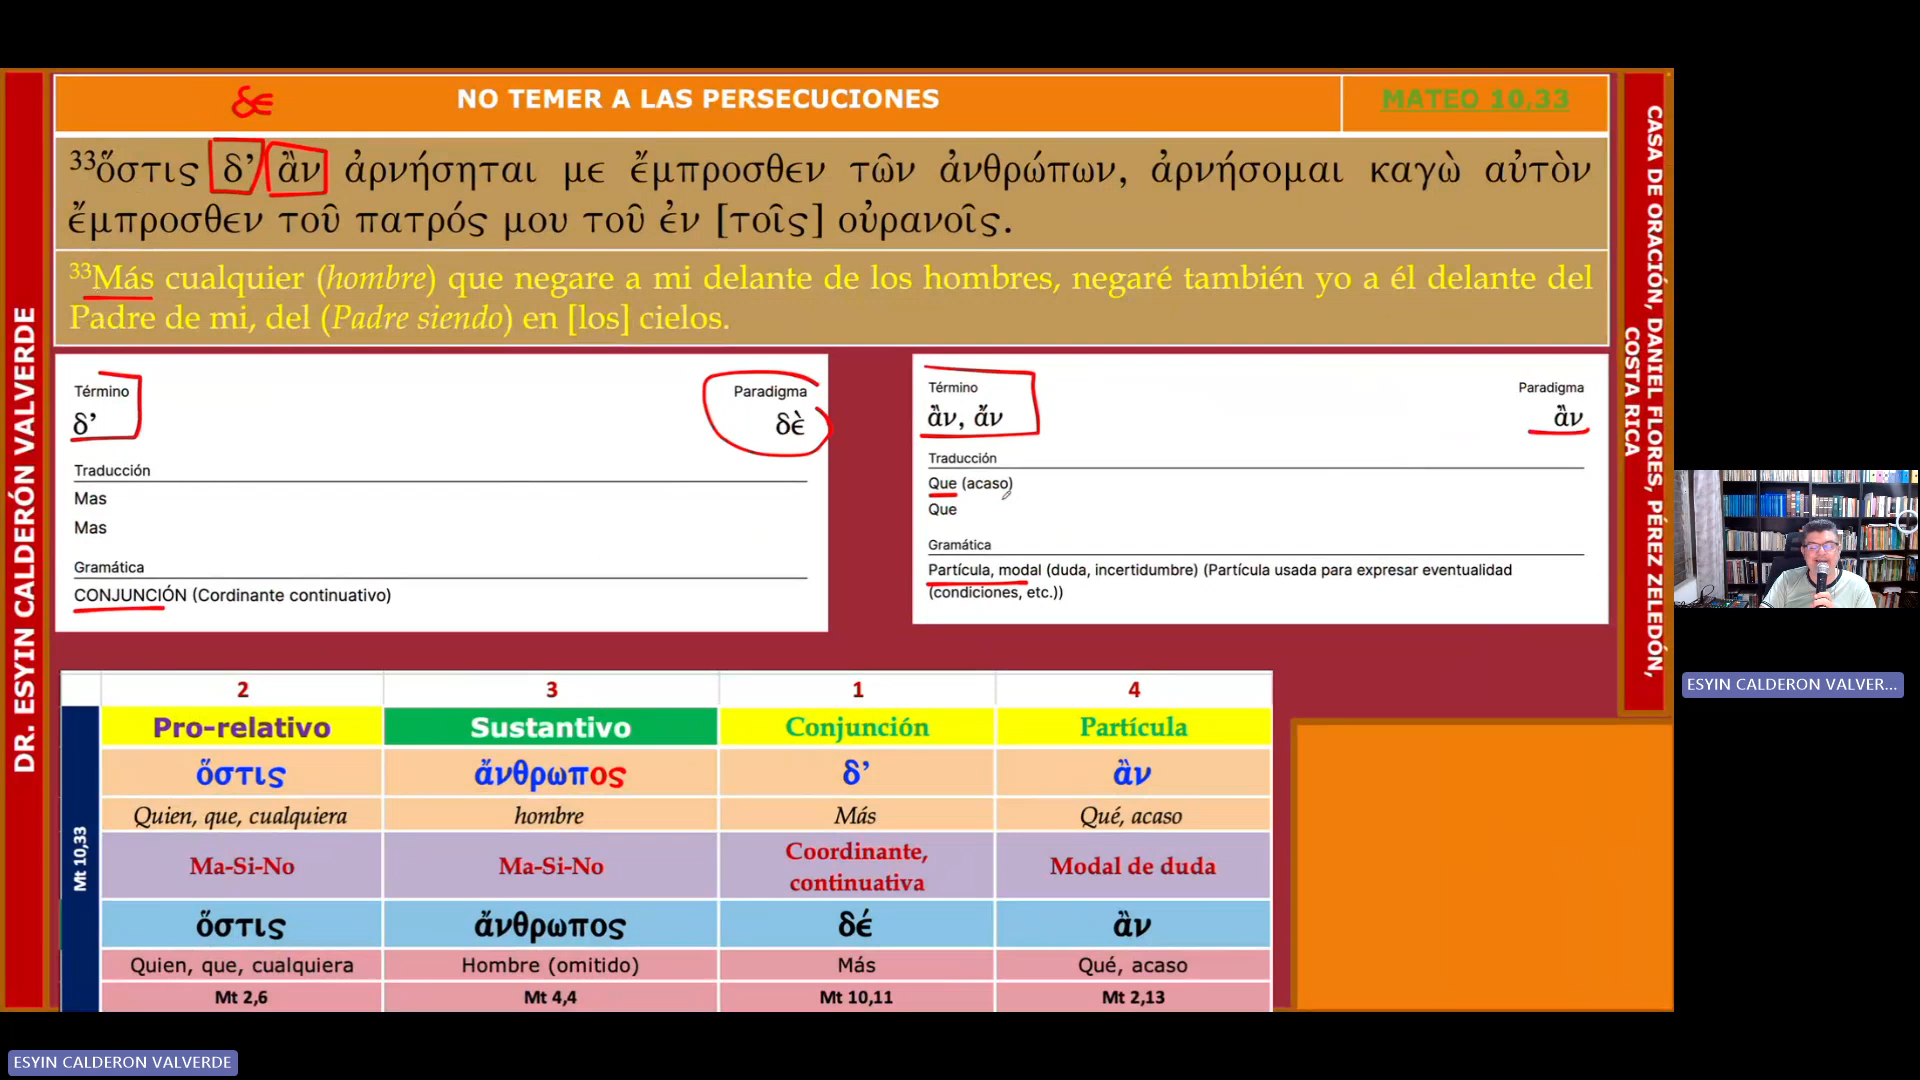 δε
NO TEMER A LAS PERSECUCIONES
MATEO 10,33
³³ὅστις δ’ ἂν ἀρνήσηται με ἔμπροσθεν τῶν ἀνθρώπων, ἀρνήσομαι καγὼ αὐτὸν
ἔμπροσθεν τοῦ πατρός μου τοῦ ἐν [τοῖς] οὐρανοῖς.
³³Más cualquier (hombre) que negare a mi delante de los hombres, negaré también yo a él delante del
Padre de mi, del (Padre siendo) en [los] cielos.
Término Paradigma
δ’ δὲ
Traducción
Mas
Mas
Gramática
CONJUNCIÓN (Cordinante continuativo)
Término Paradigma
ἂν, ἄν ἂν
Traducción
Que (acaso)
Que
Gramática
Partícula, modal (duda, incertidumbre) (Partícula usada para expresar eventualidad
(condiciones, etc.))
2 3 1 4
Pro-relativo Sustantivo Conjunción Partícula
ὅστις ἄνθρωπος δ’ ἂν
Quien, que, cualquiera hombre Más Qué, acaso
Ma-Si-No Ma-Si-No Coordinante, continuativa Modal de duda
ὅστις ἄνθρωπος δέ ἂν
Quien, que, cualquiera Hombre (omitido) Más Qué, acaso
Mt 2,6 Mt 4,4 Mt 10,11 Mt 2,13
Mt 10,33
DR. ESYIN CALDERÓN VALVERDE
CASA DE ORACIÓN, DANIEL FLORES, PÉREZ ZELEDÓN,
COSTA RICA
ESYIN CALDERON VALVER...
ESYIN CALDERON VALVERDE